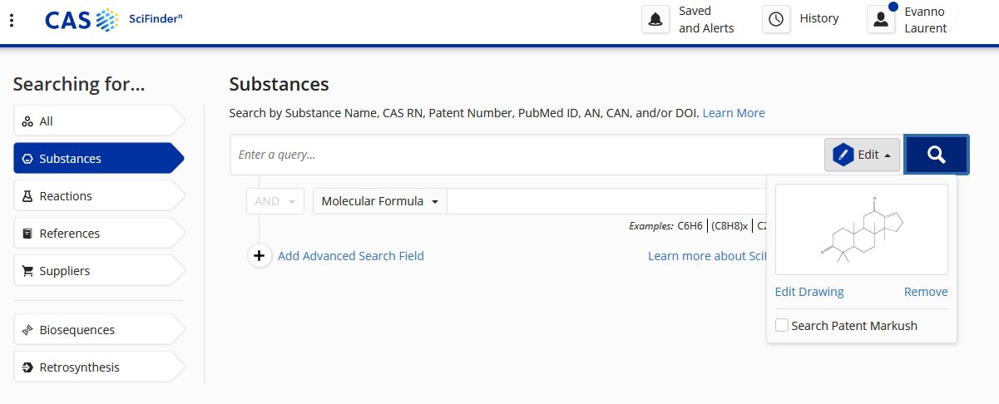 CAS SciFinderⁿ
Saved
and Alerts
History
Evanno
Laurent
Searching for...
All
Substances
Reactions
References
Suppliers
Biosequences
Retrosynthesis
Substances
Search by Substance Name, CAS RN, Patent Number, PubMed ID, AN, CAN, and/or DOI. Learn More
Enter a query...
Edit
AND
Molecular Formula
Examples: C6H6 | (C8H8)x | C2
Add Advanced Search Field
Learn more about Sci
Edit Drawing
Remove
Search Patent Markush